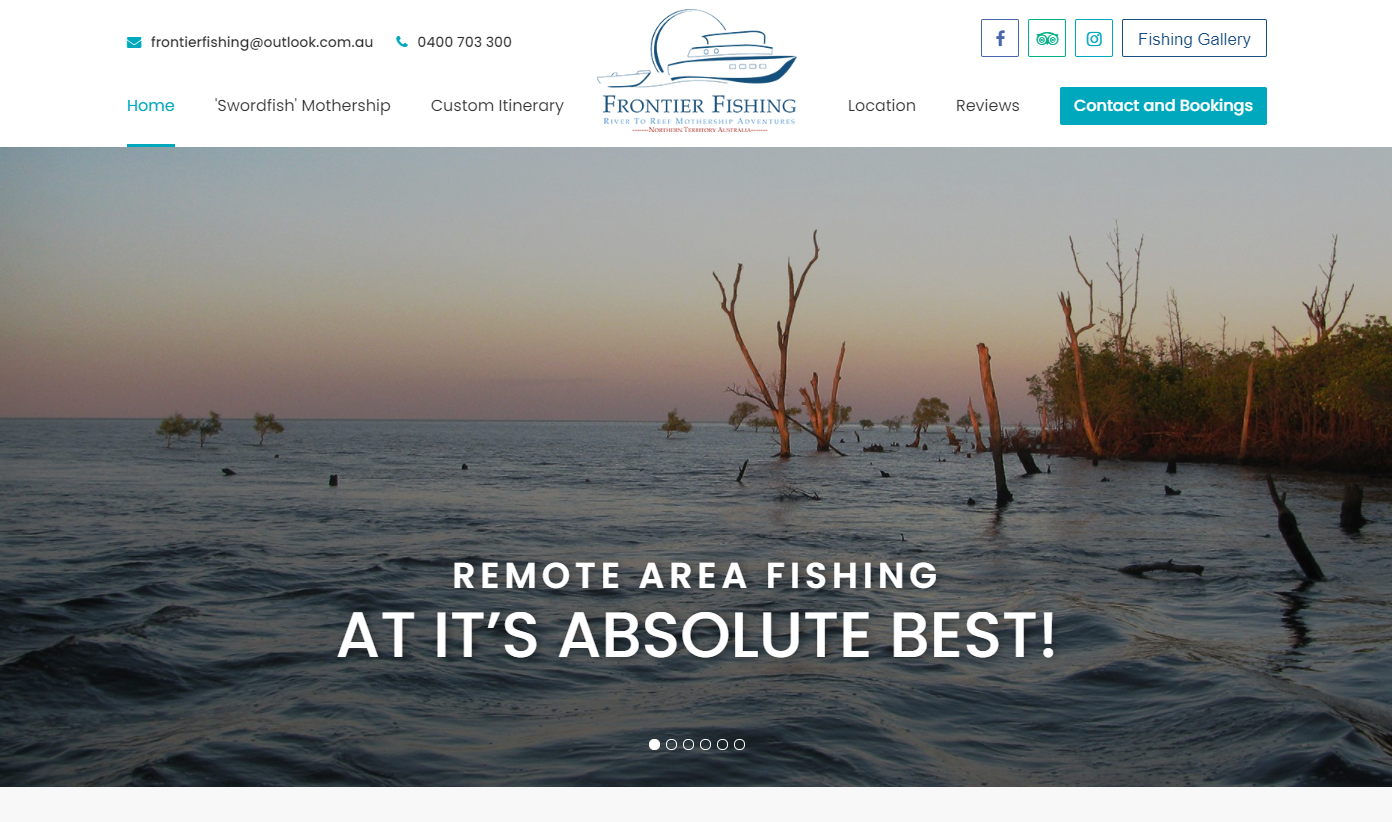 frontierfishing@outlook.com.au 0400 703 300
Fishing Gallery
Home 'Swordfish' Mothership Custom Itinerary
FRONTIER FISHING
RIVER TO REEF MOTHERSHIP ADVENTURES
NORTHERN TERRITORY AUSTRALIA
Location Reviews Contact and Bookings
REMOTE AREA FISHING
AT IT’S ABSOLUTE BEST!